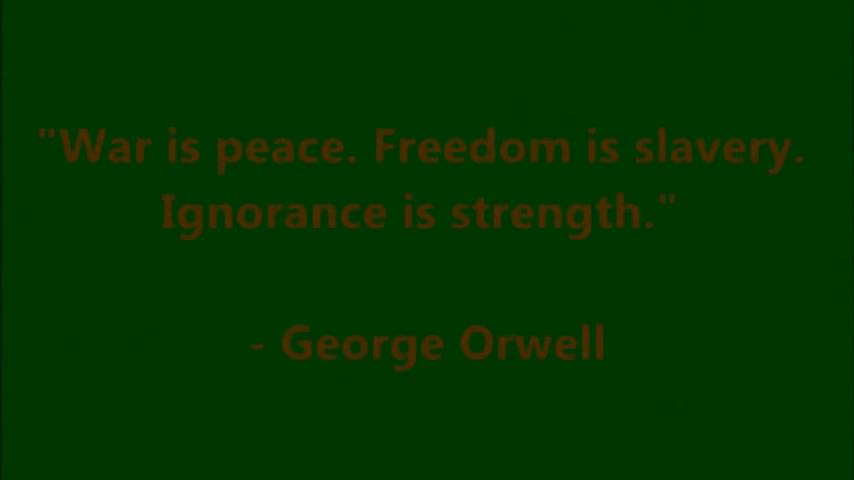 "War is peace. Freedom is slavery.
Ignorance is strength."
- George Orwell